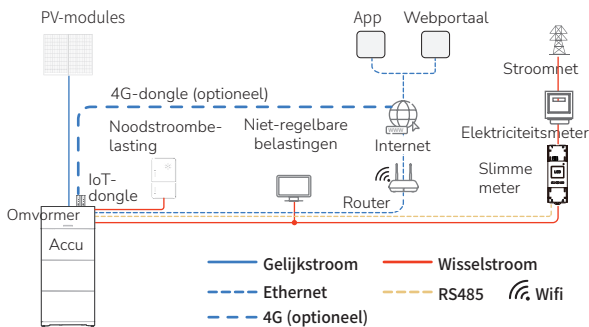 PV-modules
App
Webportaal
Stroomnet
4G-dongle (optioneel)
Noodstroombe-
lasting
Niet-regelbare
belastingen
WWW
Internet
Elektriciteitsmeter
Slimme
meter
IoT-
dongle
Router
Omvormer
Accu
Gelijkstroom
Wisselstroom
Ethernet
RS485
Wifi
4G (optioneel)